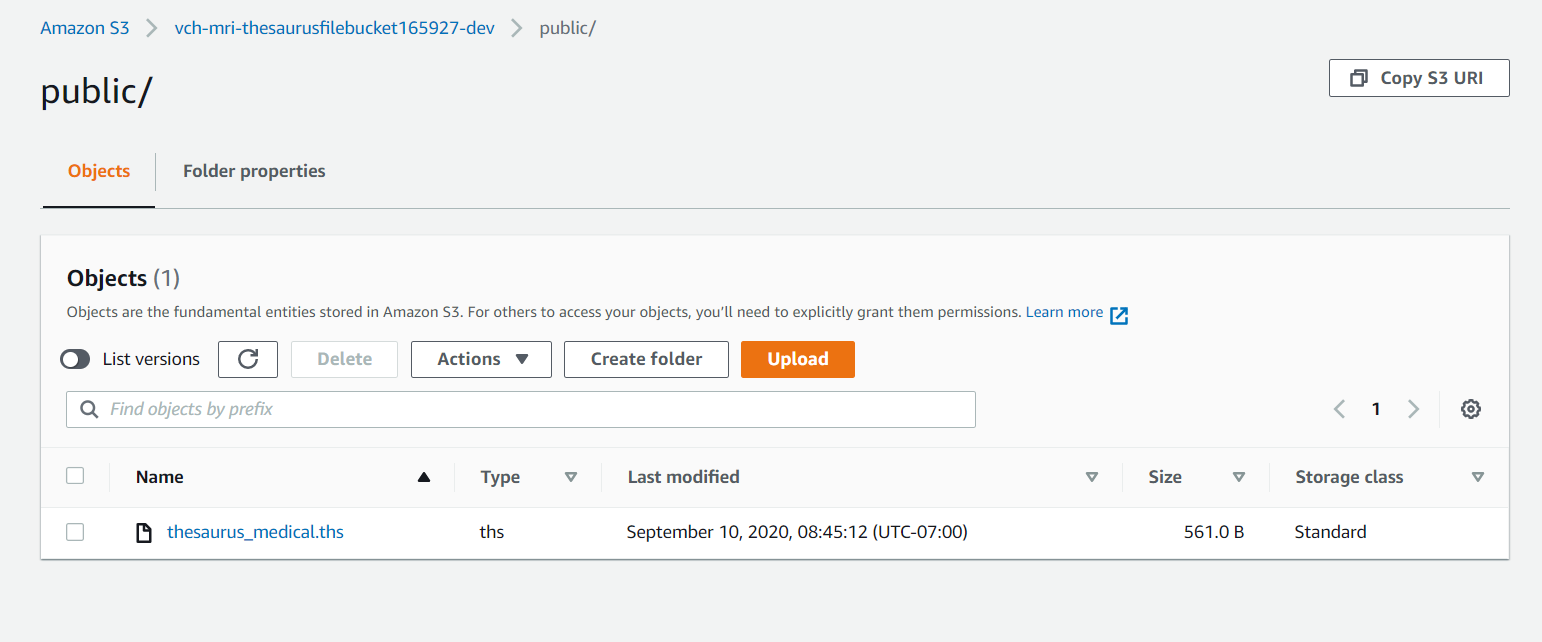 Amazon S3 > vch-mri-thesaurusfilebucket165927-dev > public/
public/
Copy S3 URI
Objects Folder properties
Objects (1)
Objects are the fundamental entities stored in Amazon S3. For others to access your objects, you'll need to explicitly grant them permissions. Learn more
List versions Delete Actions Create folder Upload
Find objects by prefix 1
Name Type Last modified Size Storage class
thesaurus_medical.ths ths September 10, 2020, 08:45:12 (UTC-07:00) 561.0 B Standard